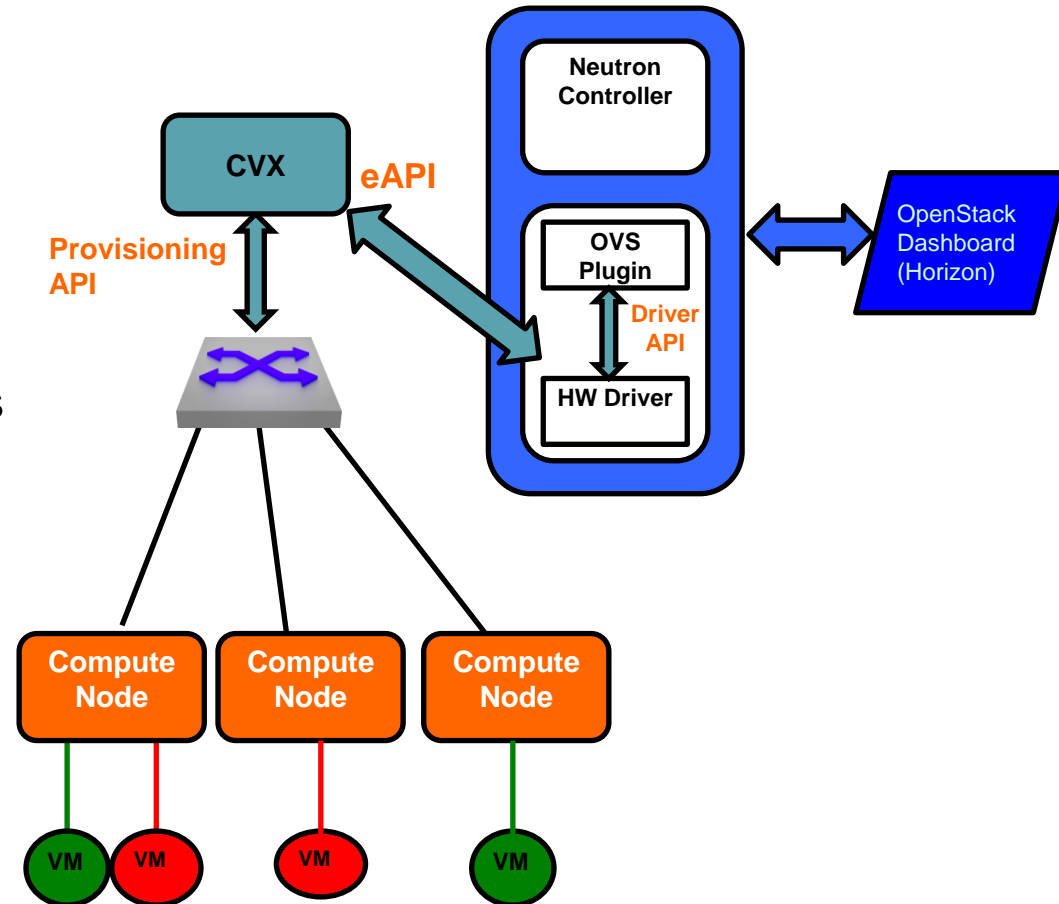 Neutron
Controller
CVX
eAPI
Provisioning
API
OVS
Plugin
Driver
API
HW Driver
OpenStack
Dashboard
(Horizon)
s
Compute
Node
Compute
Node
Compute
Node
VM
VM
VM
VM